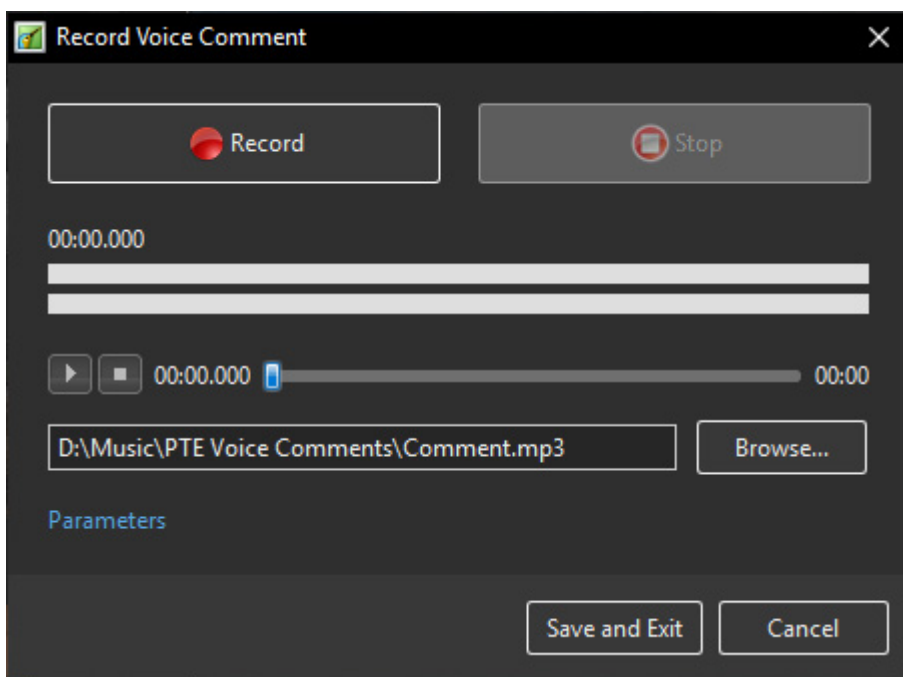 Record Voice Comment
Record
Stop
00:00.000
00:00.000
00:00
D:\Music\PTE Voice Comments\Comment.mp3
Browse...
Parameters
Save and Exit
Cancel